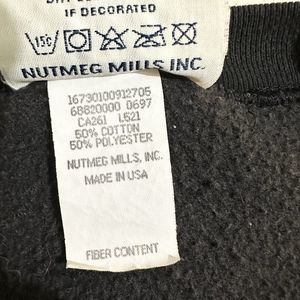 IF DECORATED
15c
NUTMEG MILLS INC.
16730100912705
68820000 0697
CA261 L521
50% COTTON
50% POLYESTER
NUTMEG MILLS, INC.
MADE IN USA
FIBER CONTENT